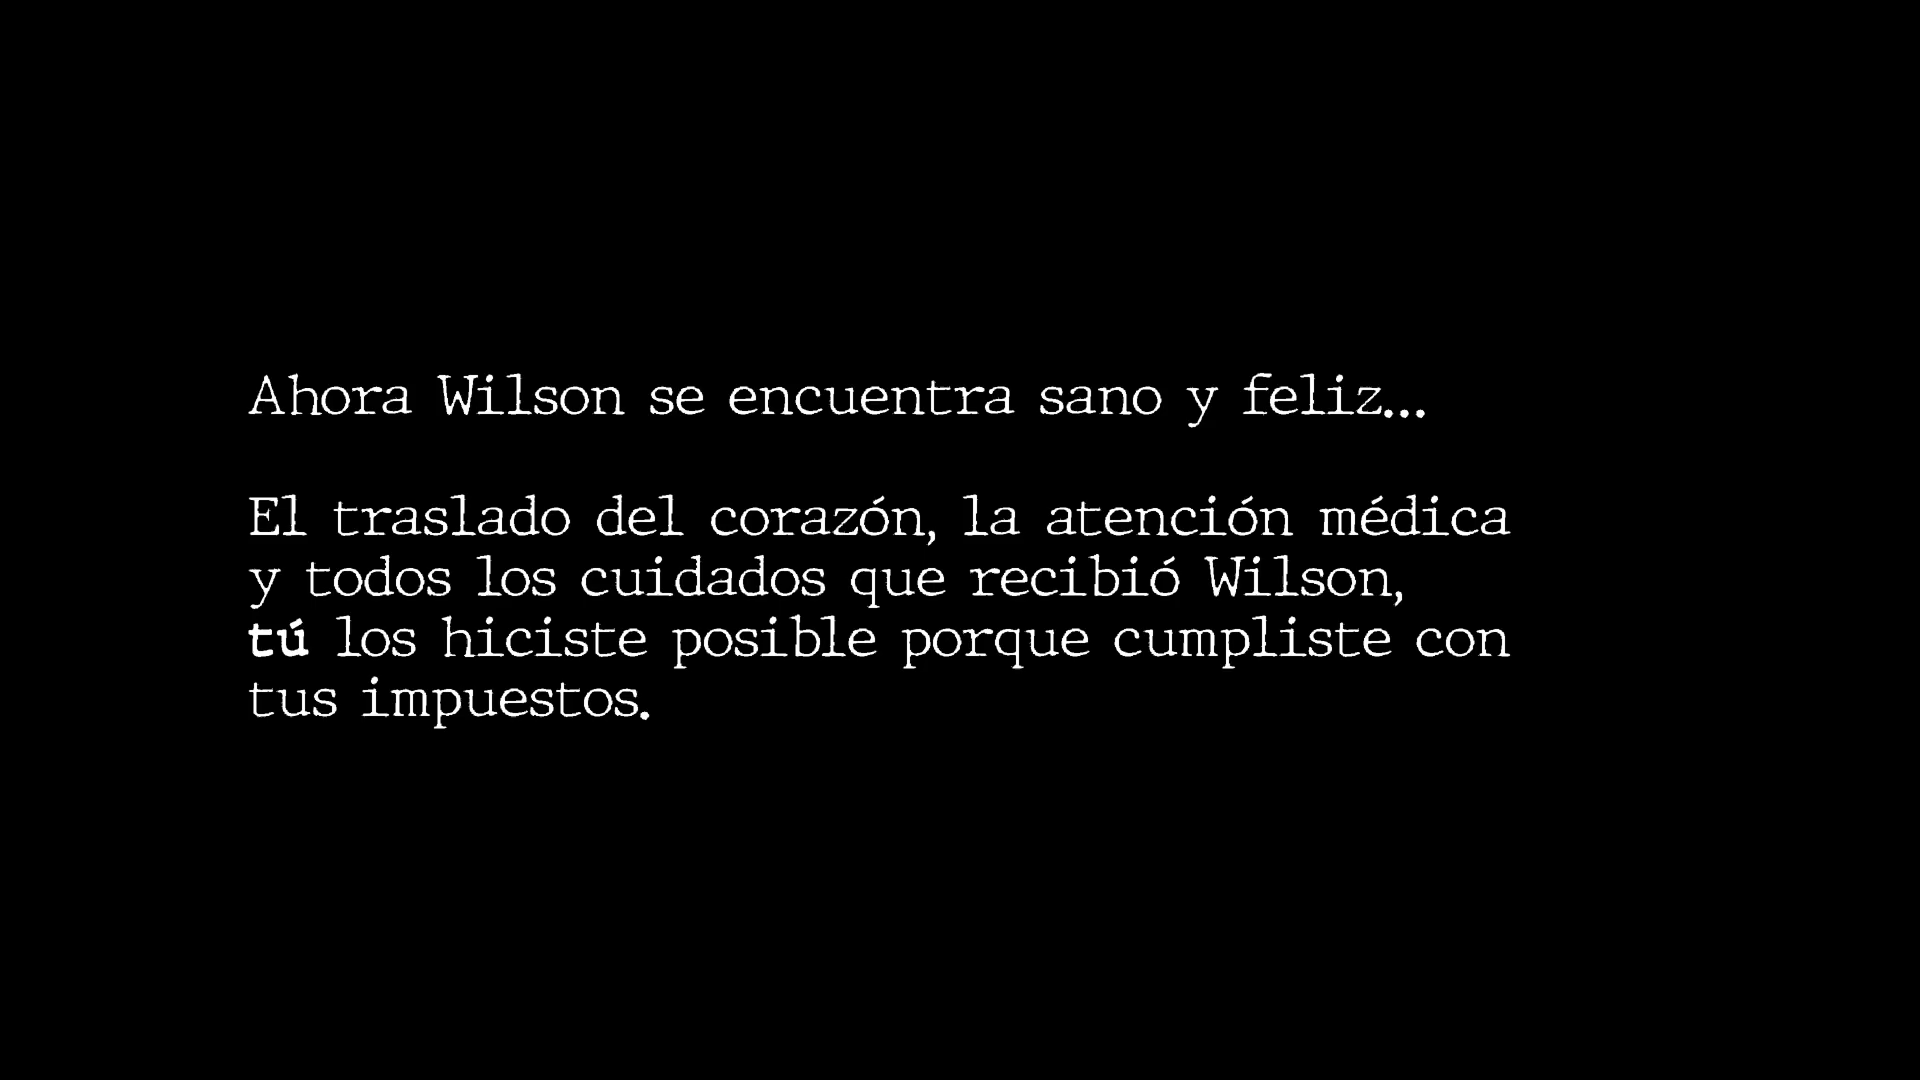 Ahora Wilson se encuentra sano y feliz...
El traslado del corazón, la atención médica
y todos los cuidados que recibió Wilson,
tú los hiciste posible porque cumpliste con
tus impuestos.